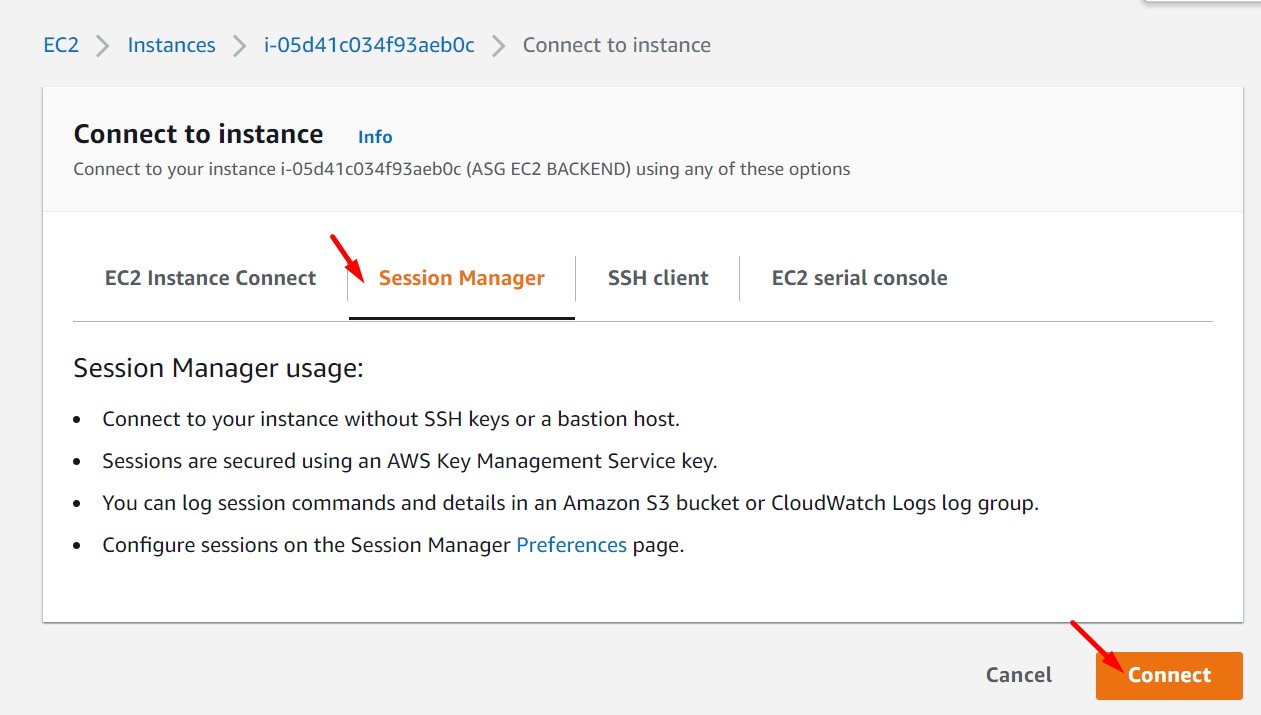 EC2 Instances i-05d41c034f93aeb0c Connect to instance
Connect to instance Info
Connect to your instance i-05d41c034f93aeb0c (ASG EC2 BACKEND) using any of these options
EC2 Instance Connect Session Manager SSH client EC2 serial console
Session Manager usage:
Connect to your instance without SSH keys or a bastion host.
Sessions are secured using an AWS Key Management Service key.
You can log session commands and details in an Amazon S3 bucket or CloudWatch Logs log group.
Configure sessions on the Session Manager Preferences page.
Cancel Connect